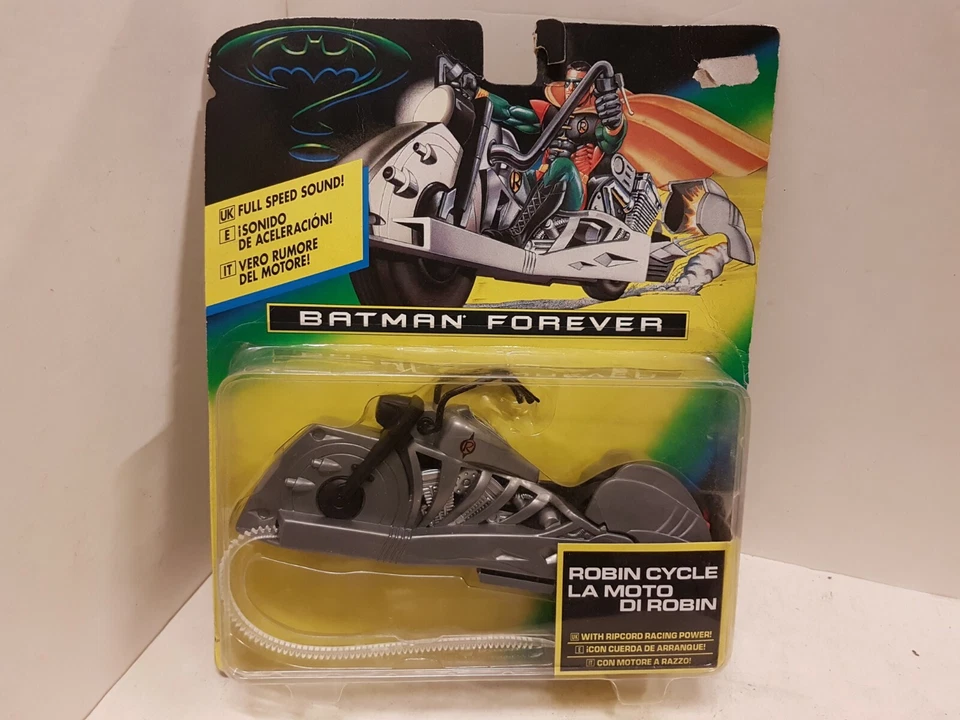 UK FULL SPEED SOUND!
E ¡SONIDO
DE ACELERACIÓN!
IT VERO RUMORE
DEL MOTORE!
R
BATMAN FOREVER
R
ROBIN CYCLE
LA MOTO
DI ROBIN
UK WITH RIPCORD RACING POWER!
E ¡CON CUERDA DE ARRANQUE!
IT CON MOTORE A RAZZO!